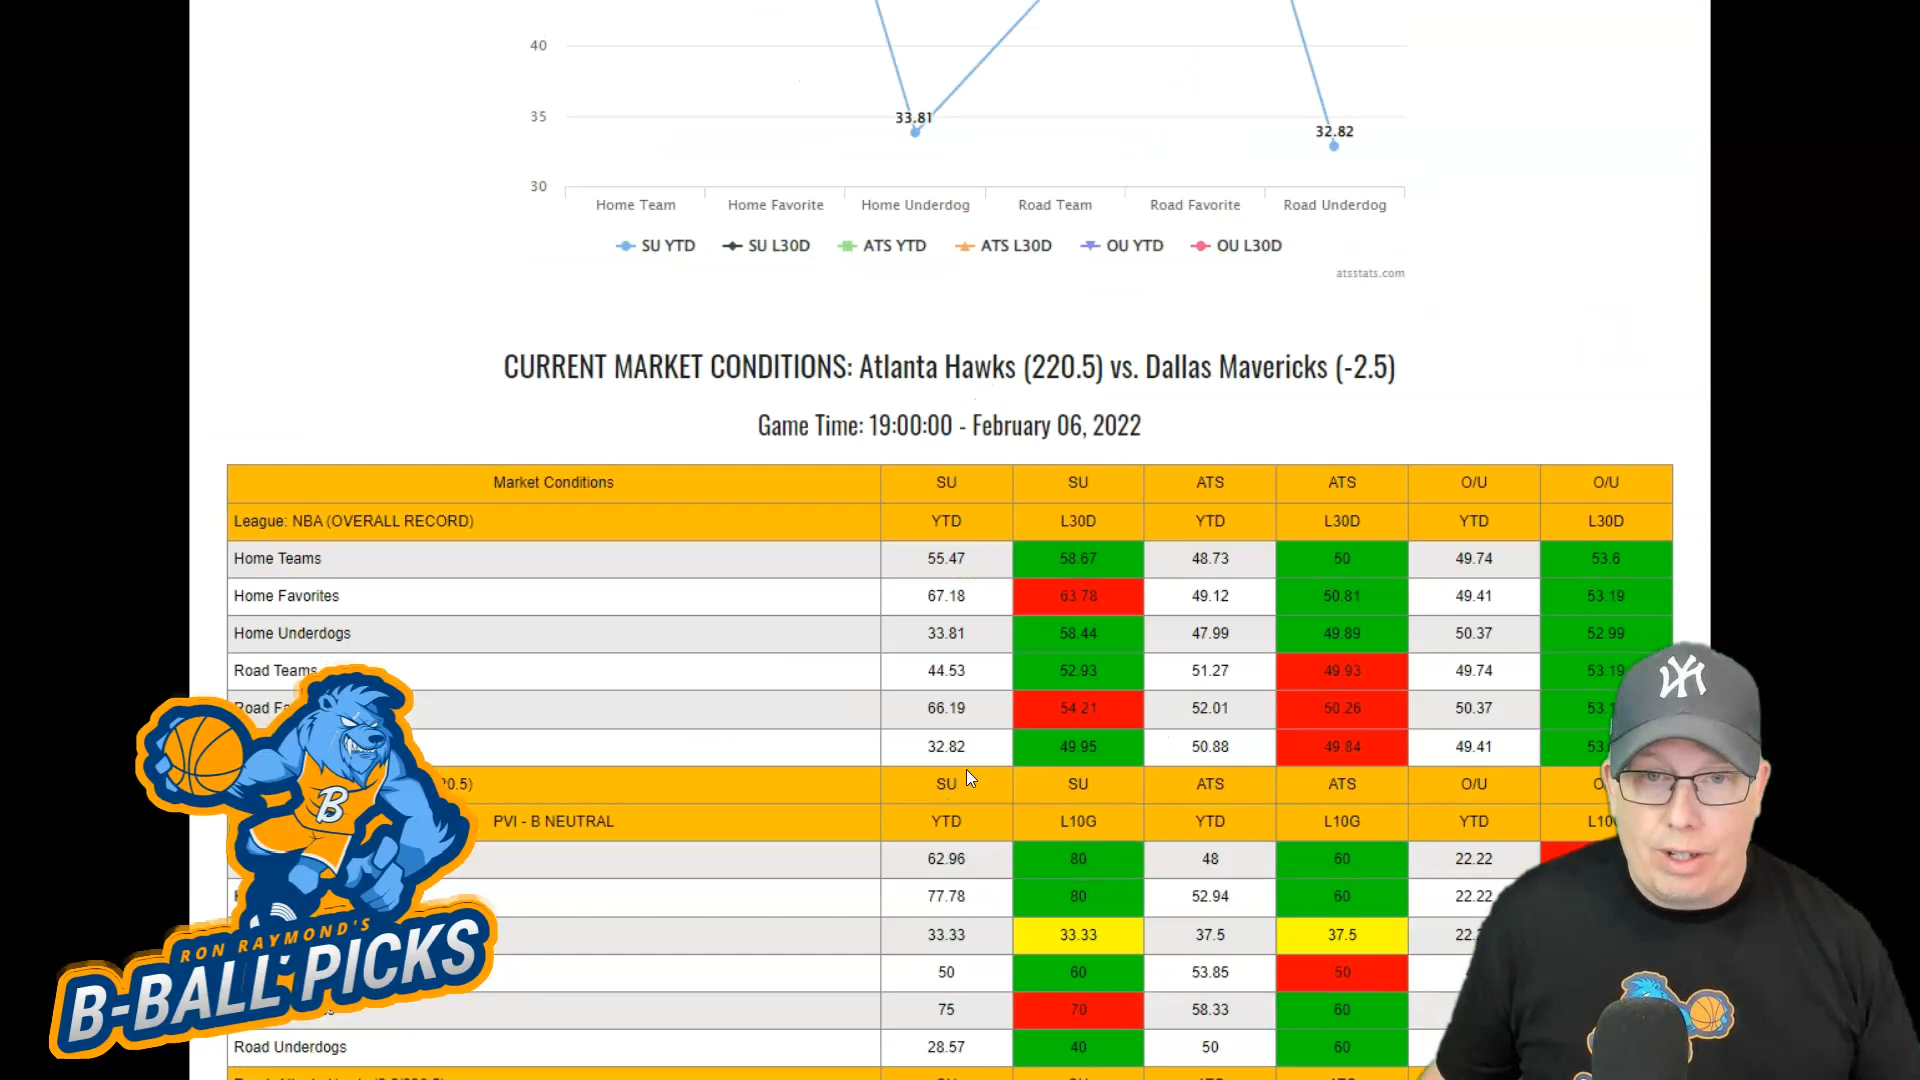 40
35
33.81
32.82
30
Home Team Home Favorite Home Underdog Road Team Road Favorite Road Underdog
SU YTD SU L30D ATS YTD ATS L30D OU YTD OU L30D
atsstats.com
CURRENT MARKET CONDITIONS: Atlanta Hawks (220.5) vs. Dallas Mavericks (-2.5)
Game Time: 19:00:00 - February 06, 2022
Market Conditions SU SU ATS ATS O/U O/U
League: NBA (OVERALL RECORD) YTD L30D YTD L30D YTD L30D
Home Teams 55.47 58.67 48.73 50 49.74 53.6
Home Favorites 67.18 63.78 49.12 50.81 49.41 53.19
Home Underdogs 33.81 58.44 47.99 49.89 50.37 52.99
Road Teams 44.53 52.93 51.27 49.93 49.74 53.19
Road 66.19 54.21 52.01 50.26 50.37
32.82 49.95 50.88 49.84 49.41
SU SU ATS ATS O/U
PVI - B NEUTRAL YTD L10G YTD L10G YTD
62.96 80 48 60 22.22
77.78 80 52.94 60 22.22
33.33 33.33 37.5 37.5
50 60 53.85 50
75 70 58.33 60
Road Underdogs 28.57 40 50 60
B
RON RAYMOND'S
B-BALL PICKS
NY